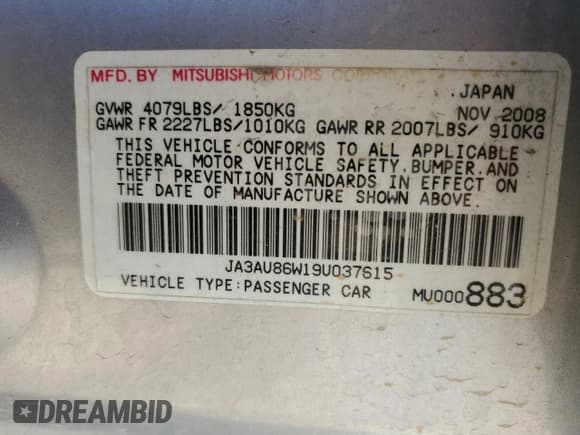 MFD. BY MITSUBISHI MOTORS CORPORATION
JAPAN
GVWR 4079LBS/ 1850KG NOV 2008
GAWR FR 2227LBS/1010KG GAWR RR 2007LBS/ 910KG
THIS VEHICLE CONFORMS TO ALL APPLICABLE
FEDERAL MOTOR VEHICLE SAFETY.BUMPER.AND
THEFT PREVENTION STANDARDS IN EFFECT ON
THE DATE OF MANUFACTURE SHOWN ABOVE.
JA3AU86W19U037615
VEHICLE TYPE:PASSENGER CAR MU000883
DREAMBID